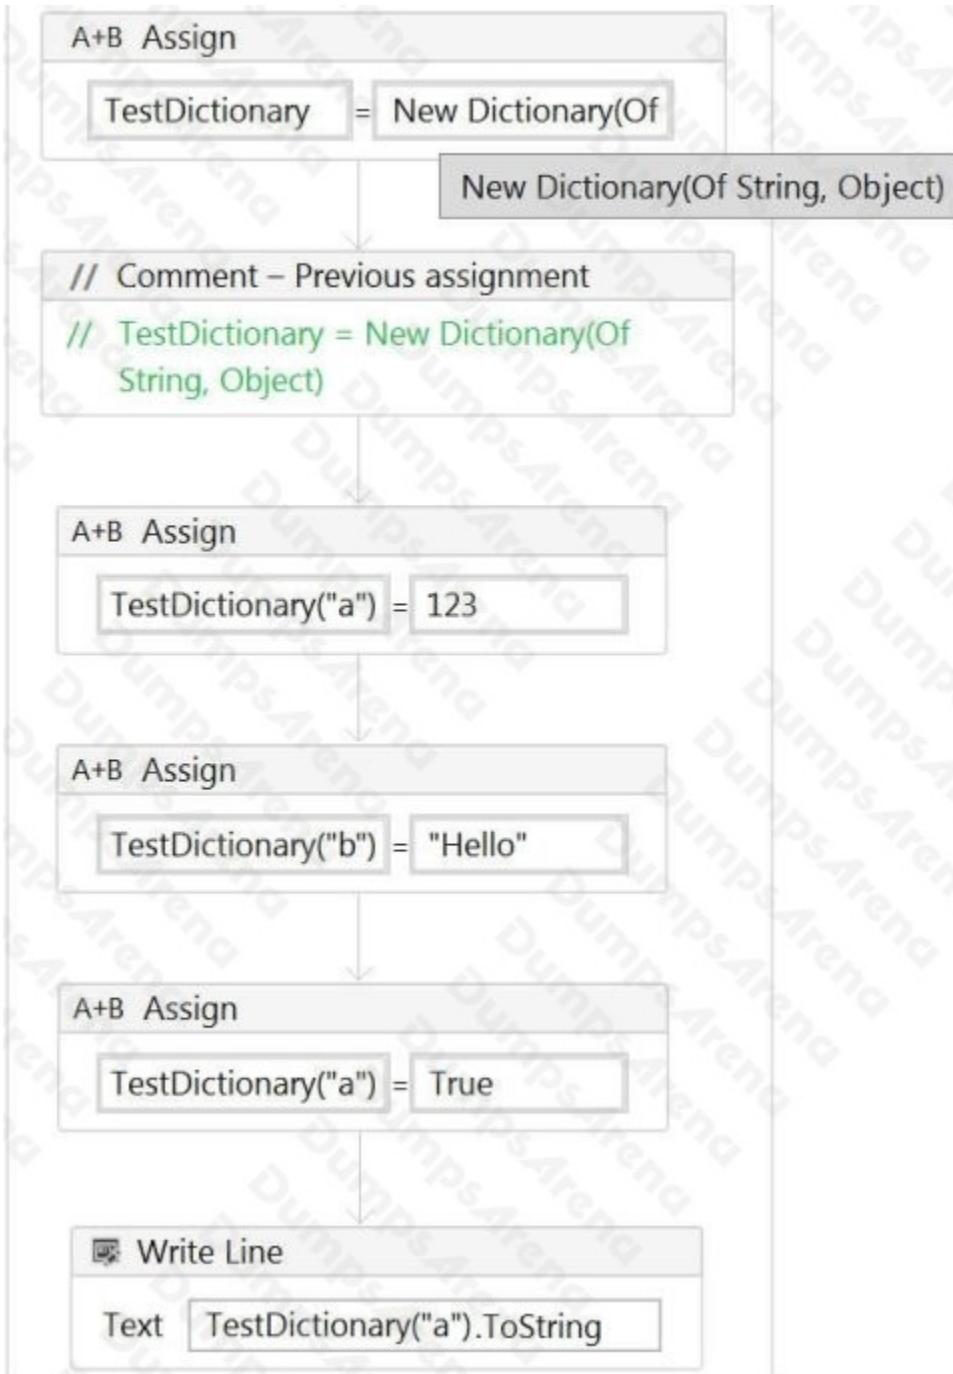 A+B Assign
TestDictionary = New Dictionary(Of
New Dictionary(Of String, Object)
// Comment – Previous assignment
// TestDictionary = New Dictionary(Of
String, Object)
A+B Assign
TestDictionary("a") = 123
A+B Assign
TestDictionary("b") = "Hello"
A+B Assign
TestDictionary("a") = True
Write Line
Text TestDictionary("a").ToString
DumpsArena